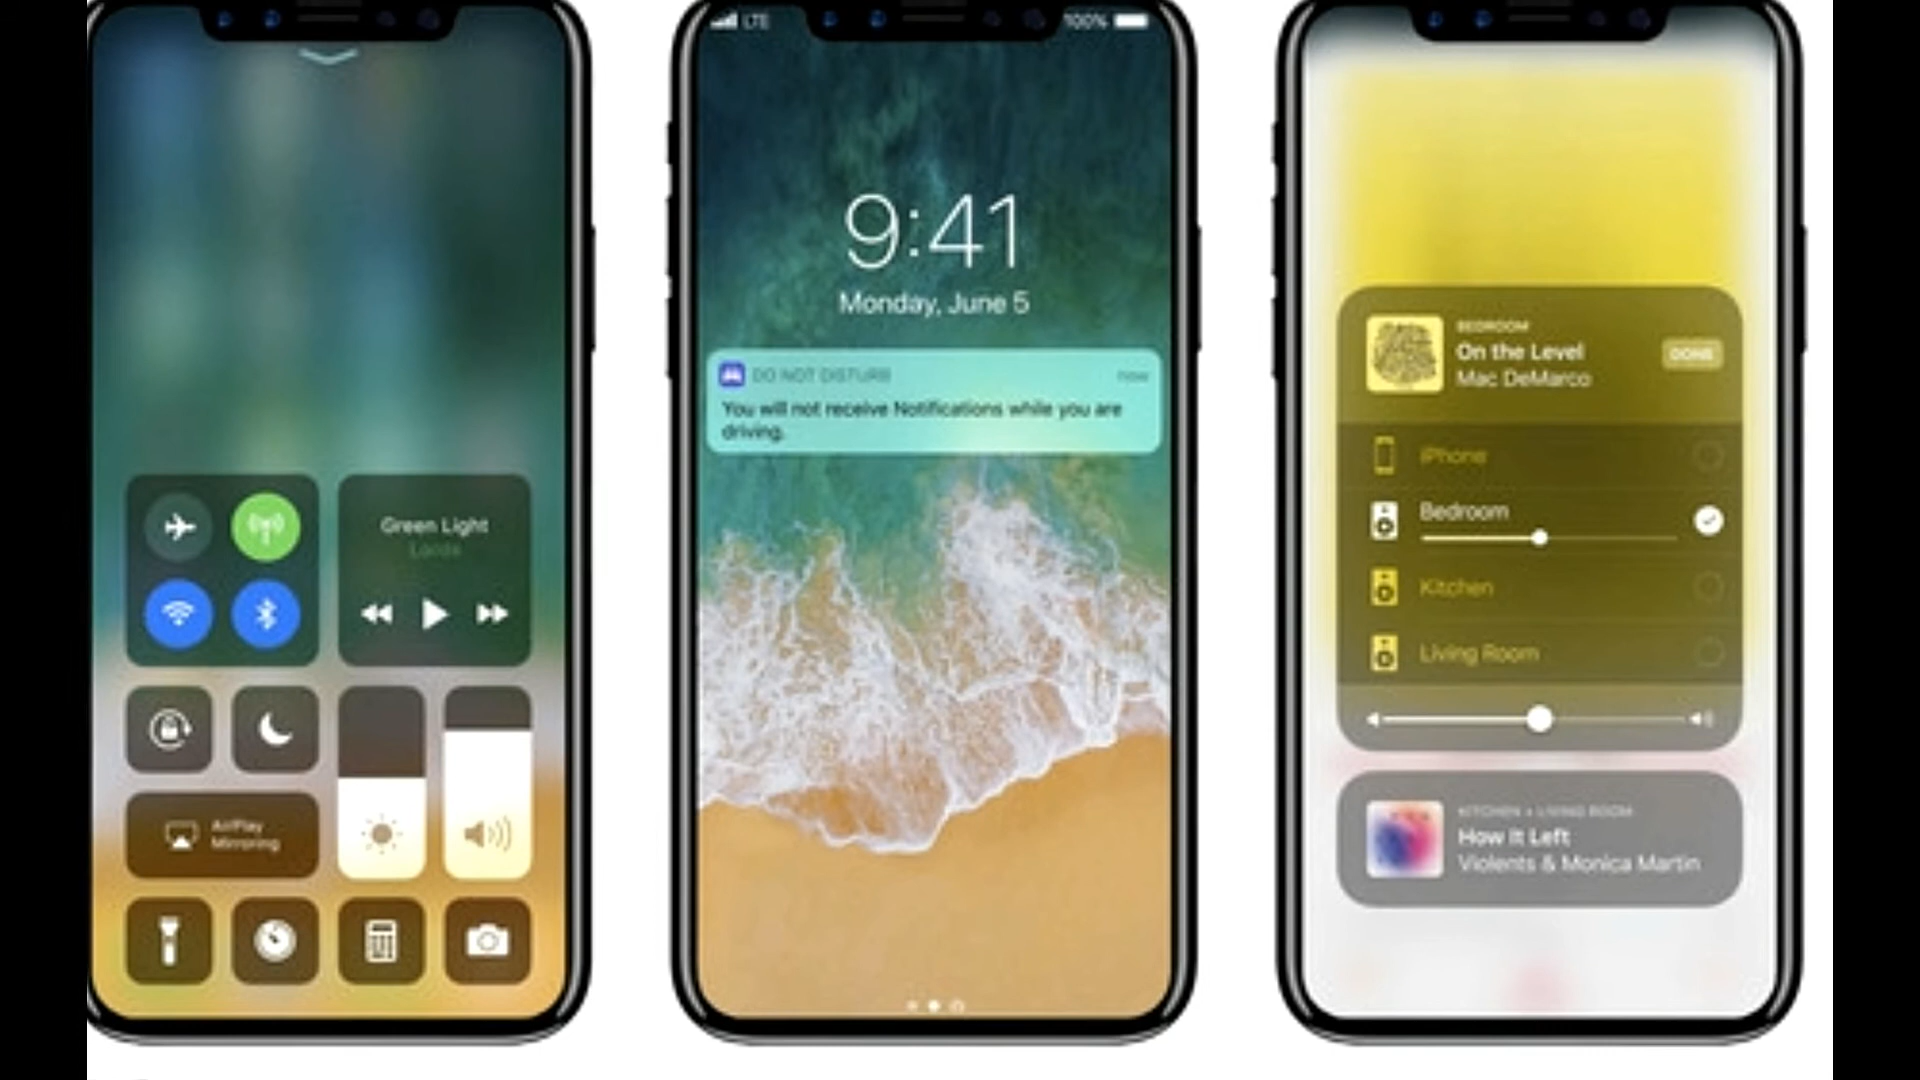 Green Light
Lorde
AirPlay
Mirroring
LTE
100%
9:41
Monday, June 5
DO NOT DISTURB
now
You will not receive Notifications while you are
driving.
BEDROOM
On the Level
Mac DeMarco
DONE
iPhone
Bedroom
Kitchen
Living Room
KITCHEN + LIVING ROOM
How It Left
Violents & Monica Martin